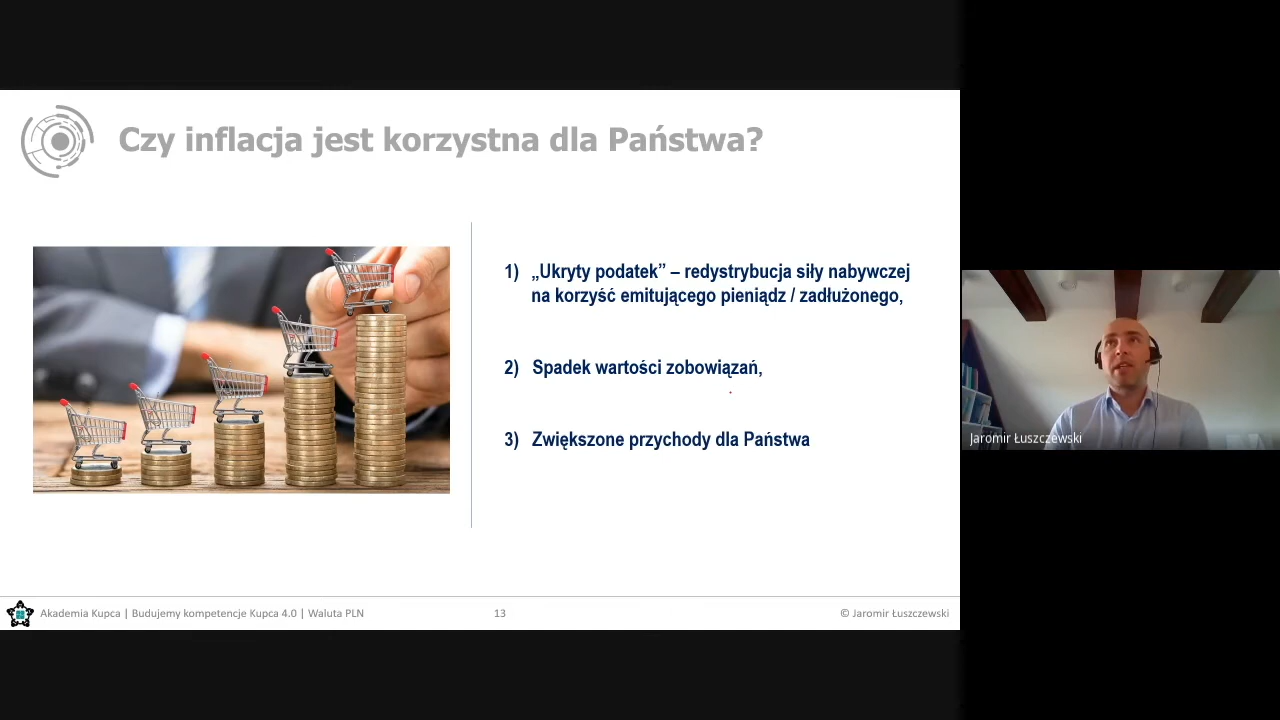 Czy inflacja jest korzystna dla Państwa?
1) „Ukryty podatek” – redystrybucja siły nabywczej
na korzyść emitującego pieniądz / zadłużonego,
2) Spadek wartości zobowiązań,
3) Zwiększone przychody dla Państwa
Jaromir Łuszczewski
Akademia Kupca | Budujemy kompetencje Kupca 4.0 | Waluta PLN
13
© Jaromir Łuszczewski